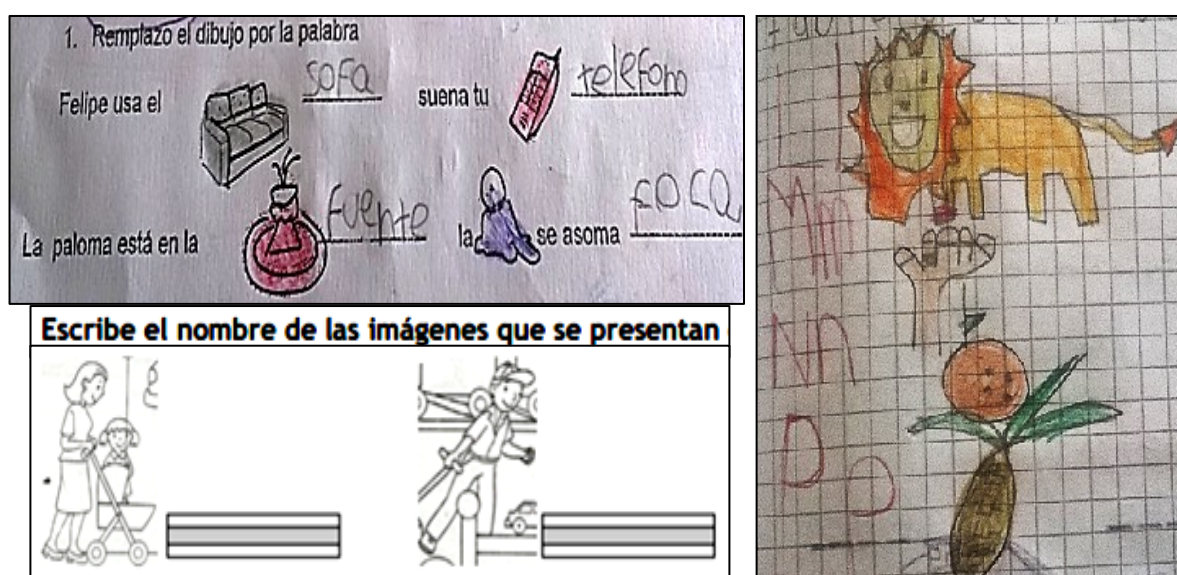 1. Remplazo el dibujo por la palabra
Felipe usa el sofa suena tu telefono
La paloma está en la fuente la se asoma foca
Escribe el nombre de las imágenes que se presentan
Mm
Nn